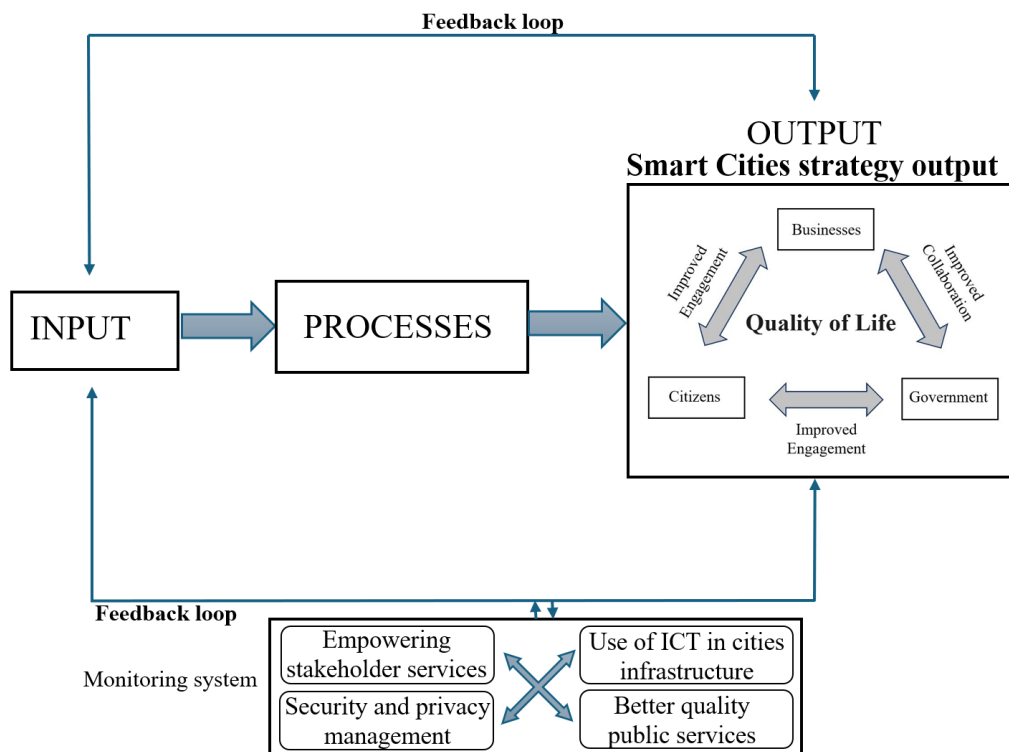 Feedback loop
OUTPUT
Smart Cities strategy output
INPUT
PROCESSES
Businesses
Improved
Engagement
Improved
Collaboration
Quality of Life
Citizens
Government
Improved
Engagement
Feedback loop
Monitoring system
Empowering
stakeholder services
Use of ICT in cities
infrastructure
Security and privacy
management
Better quality
public services